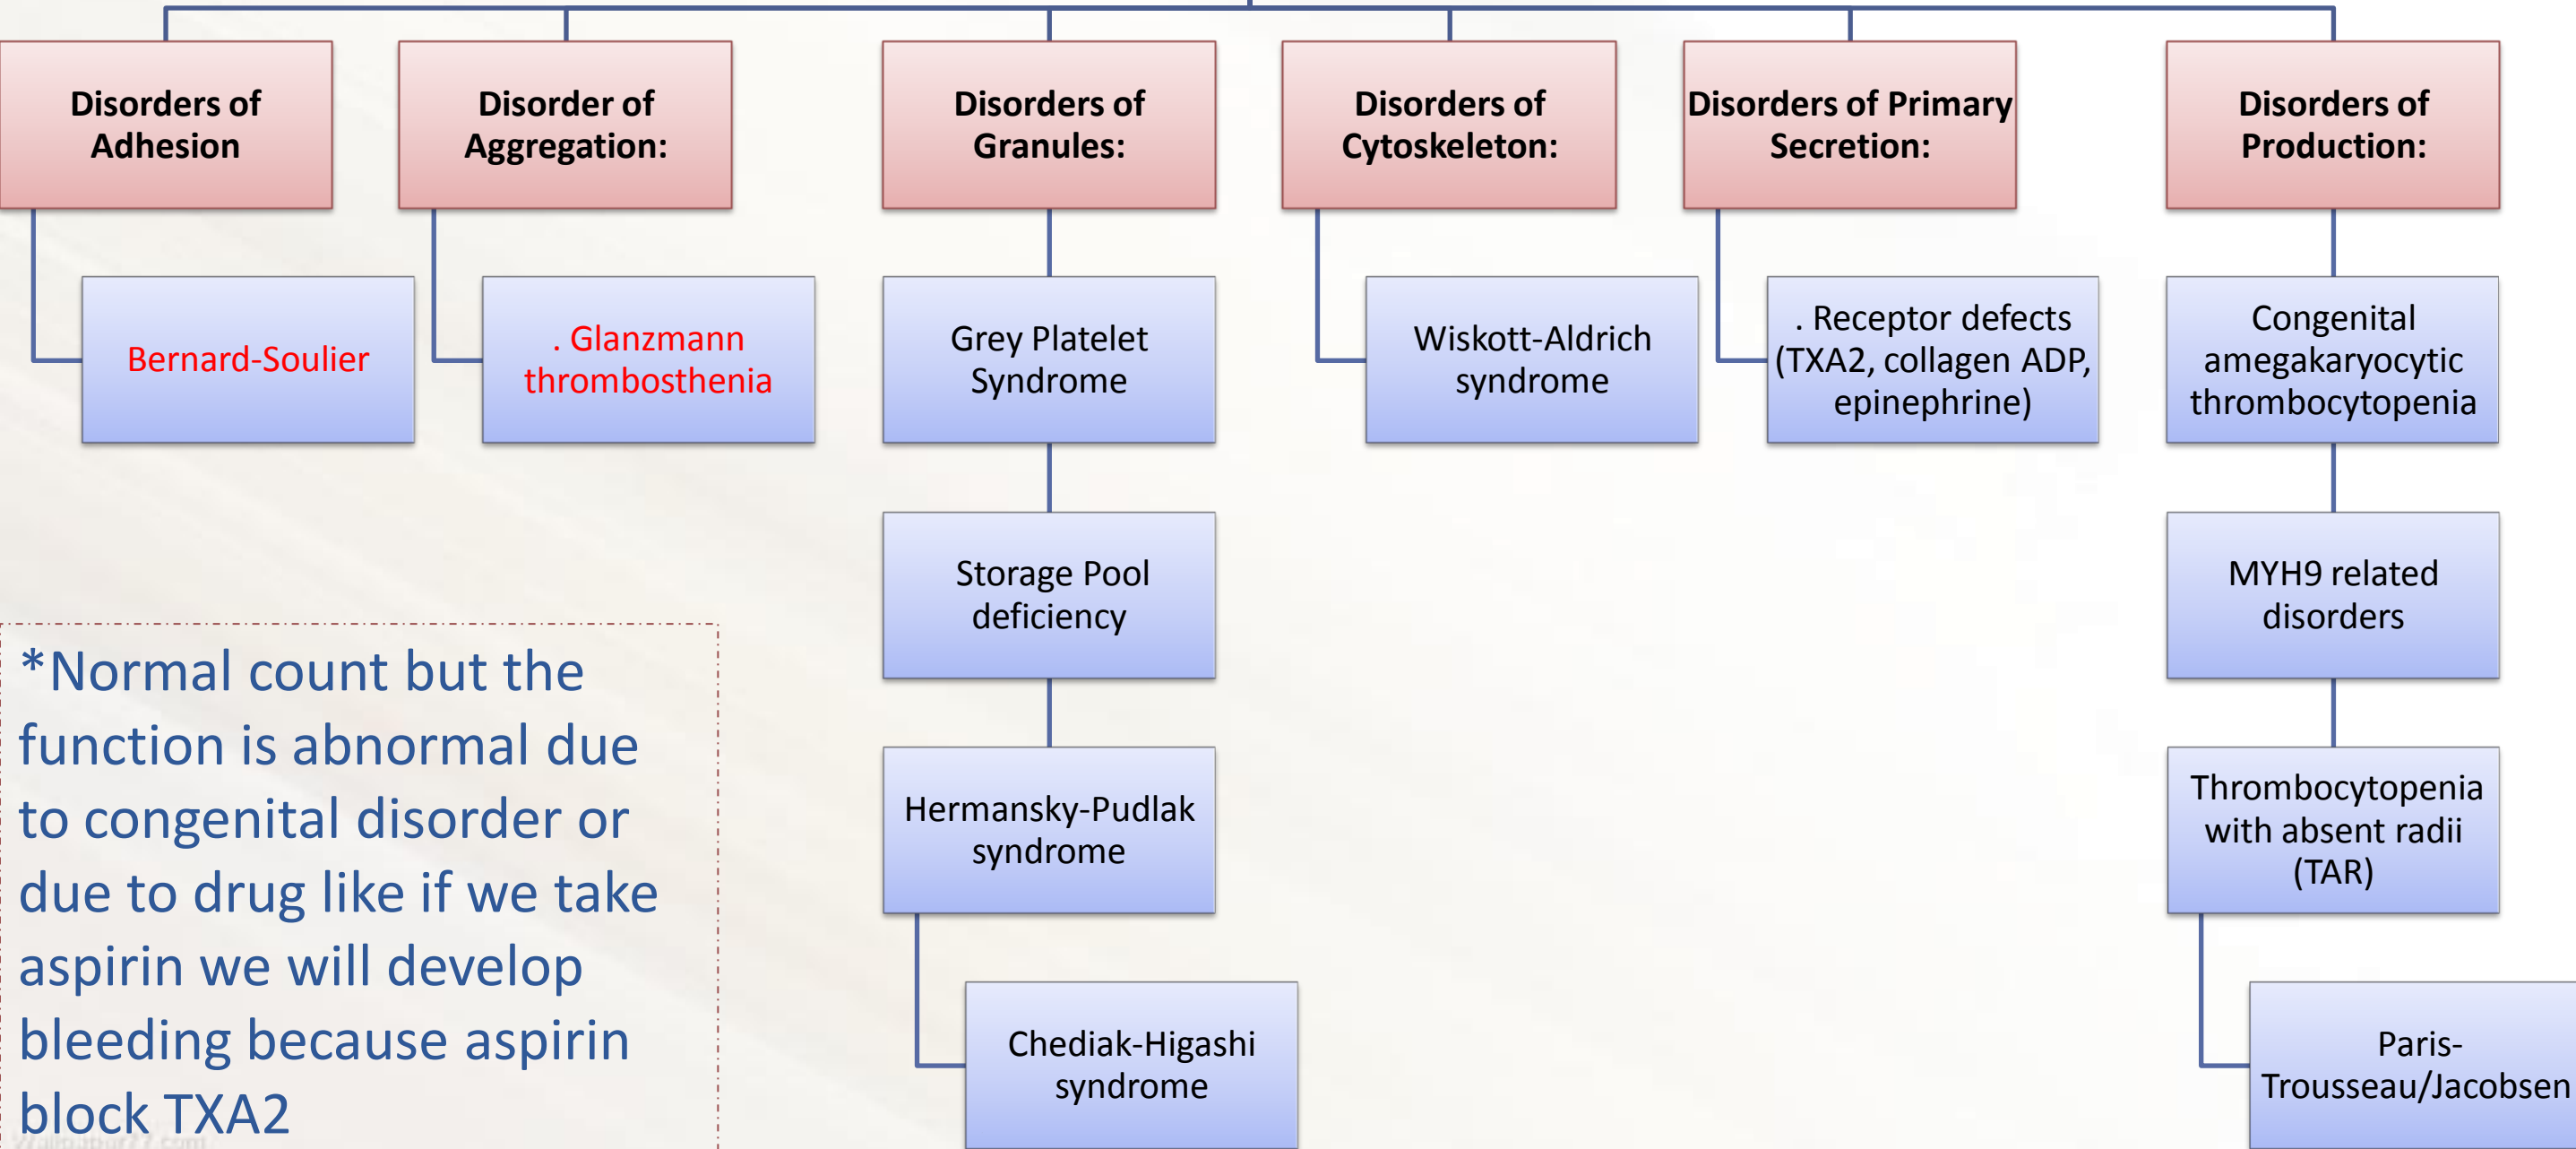 Disorders of
Adhesion
Disorder of
Aggregation:
Disorders of
Granules:
Disorders of
Cytoskeleton:
Disorders of Primary
Secretion:
Disorders of
Production:
Bernard-Soulier
. Glanzmann
thrombosthenia
Grey Platelet
Syndrome
Wiskott-Aldrich
syndrome
. Receptor defects
(TXA2, collagen ADP,
epinephrine)
Congenital
amegakaryocytic
thrombocytopenia
Storage Pool
deficiency
MYH9 related
disorders
Hermansky-Pudlak
syndrome
Thrombocytopenia
with absent radii
(TAR)
Chediak-Higashi
syndrome
Paris-
Trousseau/Jacobsen
*Normal count but the
function is abnormal due
to congenital disorder or
due to drug like if we take
aspirin we will develop
bleeding because aspirin
block TXA2